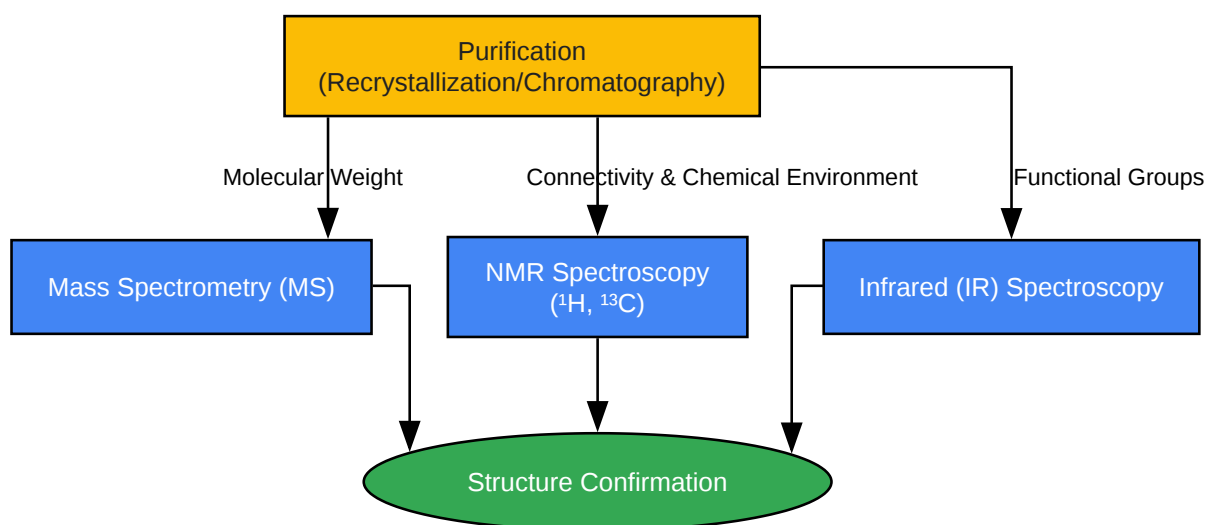 Purification
(Recrystallization/Chromatography)
Molecular Weight
Connectivity & Chemical Environment
Functional Groups
Mass Spectrometry (MS)
NMR Spectroscopy
(¹H, ¹³C)
Infrared (IR) Spectroscopy
Structure Confirmation